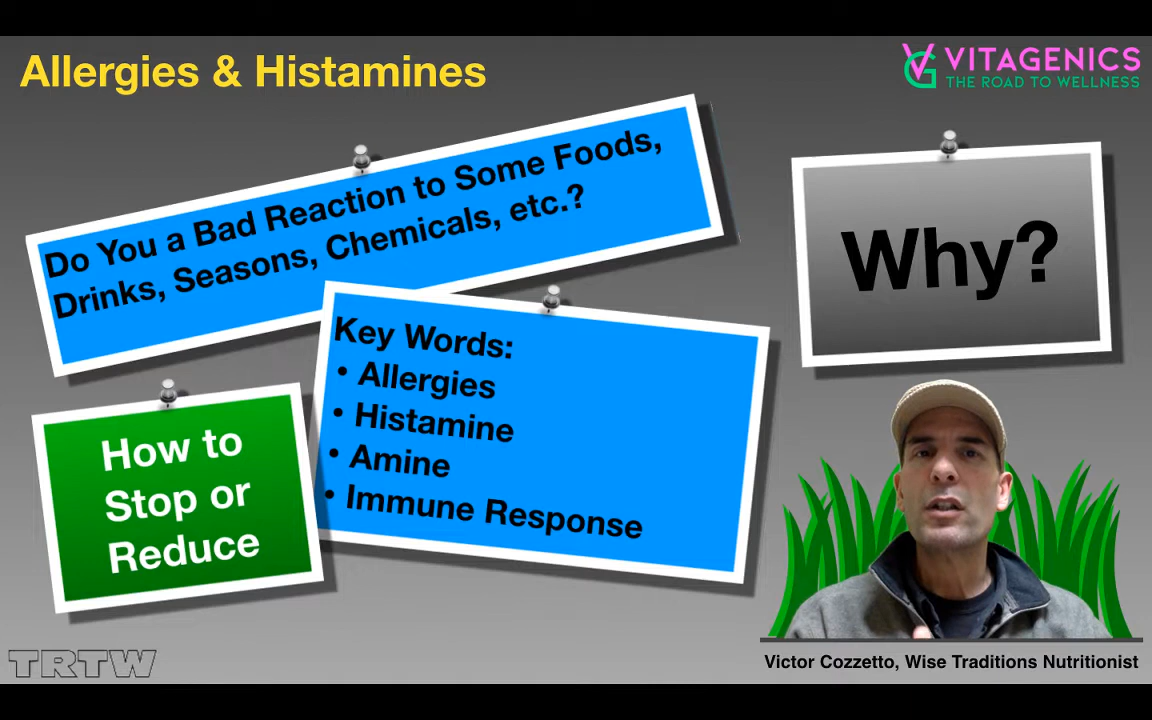 Allergies & Histamines
VITAGENICS
THE ROAD TO WELLNESS
Do You a Bad Reaction to Some Foods,
Drinks, Seasons, Chemicals, etc.?
Why?
Key Words:
• Allergies
• Histamine
• Amine
• Immune Response
How to
Stop or
Reduce
TRTW
Victor Cozzetto, Wise Traditions Nutritionist